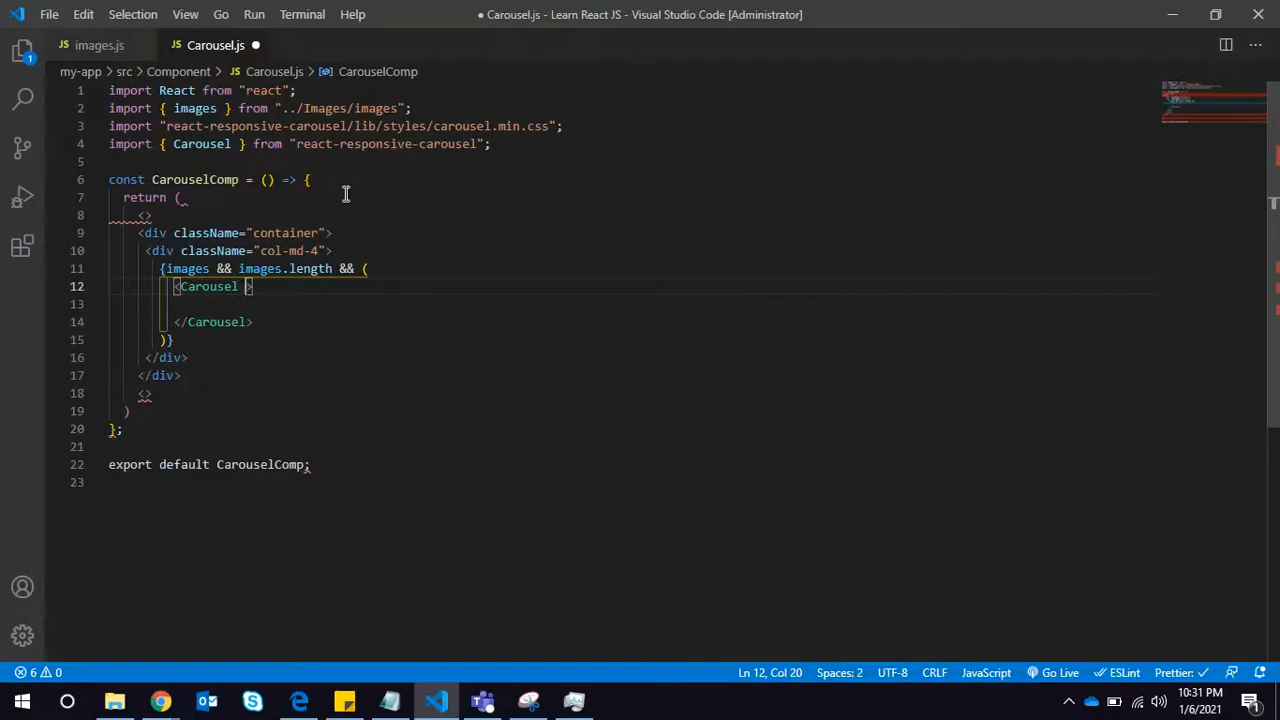 File Edit Selection View Go Run Terminal Help ● Carousel.js - Learn React JS - Visual Studio Code [Administrator]
JS images.js JS Carousel.js ●
my-app > src > Component > JS Carousel.js > CarouselComp
1 import React from "react";
2 import { images } from "../Images/images";
3 import "react-responsive-carousel/lib/styles/carousel.min.css";
4 import { Carousel } from "react-responsive-carousel";
5
6 const CarouselComp = () => {
7 return (
8 <>
9 <div className="container">
10 <div className="col-md-4">
11 {images && images.length && (
12 <Carousel >
13
14 </Carousel>
15 )}
16 </div>
17 </div>
18 <>
19 )
20 };
21
22 export default CarouselComp;
23
1
6 0 Ln 12, Col 20 Spaces: 2 UTF-8 CRLF JavaScript Go Live ESLint Prettier: ✓
10:31 PM
1/6/2021
1